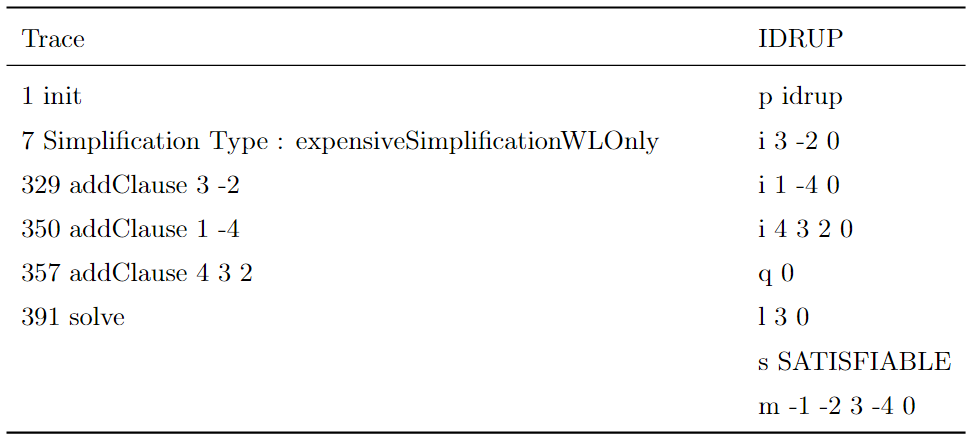 Trace IDRUP
1 init p idrup
7 Simplification Type : expensiveSimplificationWLOnly i 3 -2 0
329 addClause 3 -2 i 1 -4 0
350 addClause 1 -4 i 4 3 2 0
357 addClause 4 3 2 q 0
391 solve l 3 0
s SATISFIABLE
m -1 -2 3 -4 0